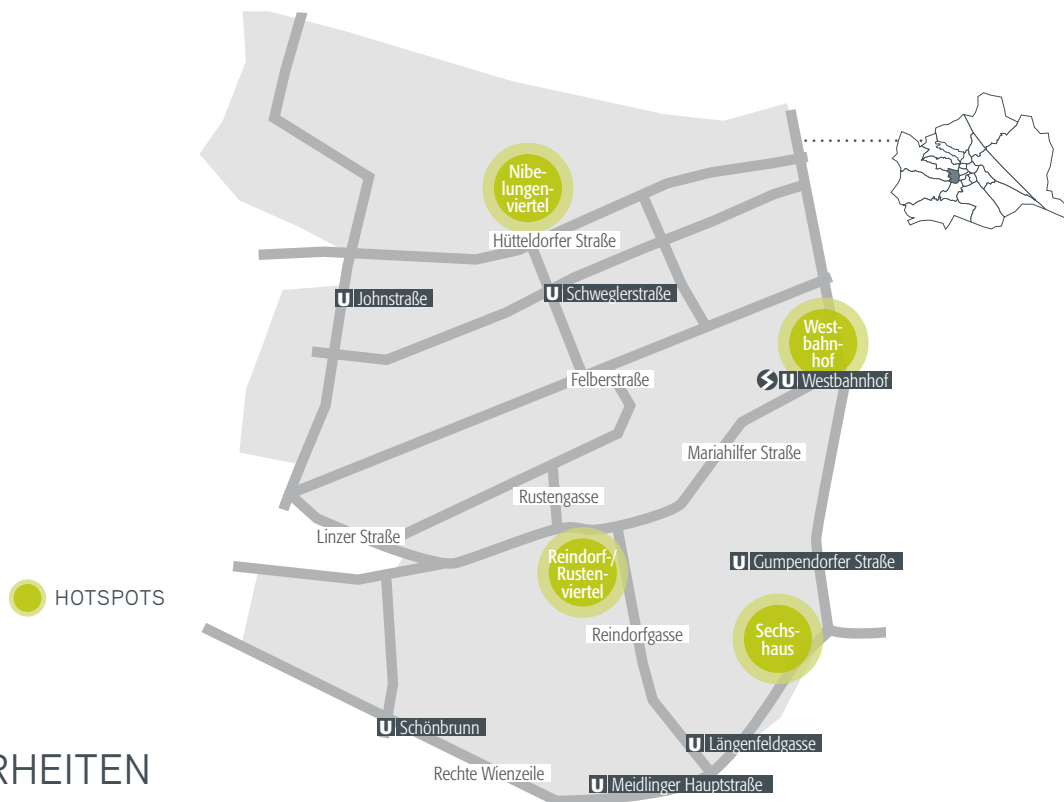 Nibe-
lungen-
viertel
Hütteldorfer Straße
U Johnstraße
U Schweglerstraße
West-
bahn-
hof
U Westbahnhof
Felberstraße
Mariahilfer Straße
Rustengasse
Linzer Straße
Reindorf-/
Rusten-
viertel
U Gumpendorfer Straße
HOTSPOTS
Reindorfgasse
Sechs-
haus
U Schönbrunn
U Längenfeldgasse
RHEITEN
Rechte Wienzeile
U Meidlinger Hauptstraße